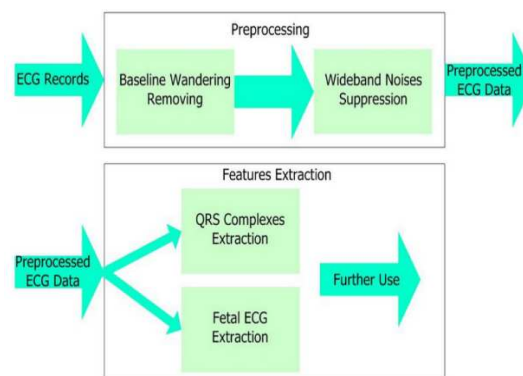 Preprocessing
ECG Records
Baseline Wandering
Removing
Wideband Noises
Suppression
Preprocessed
ECG Data
Features Extraction
Preprocessed
ECG Data
QRS Complexes
Extraction
Fetal ECG
Extraction
Further Use